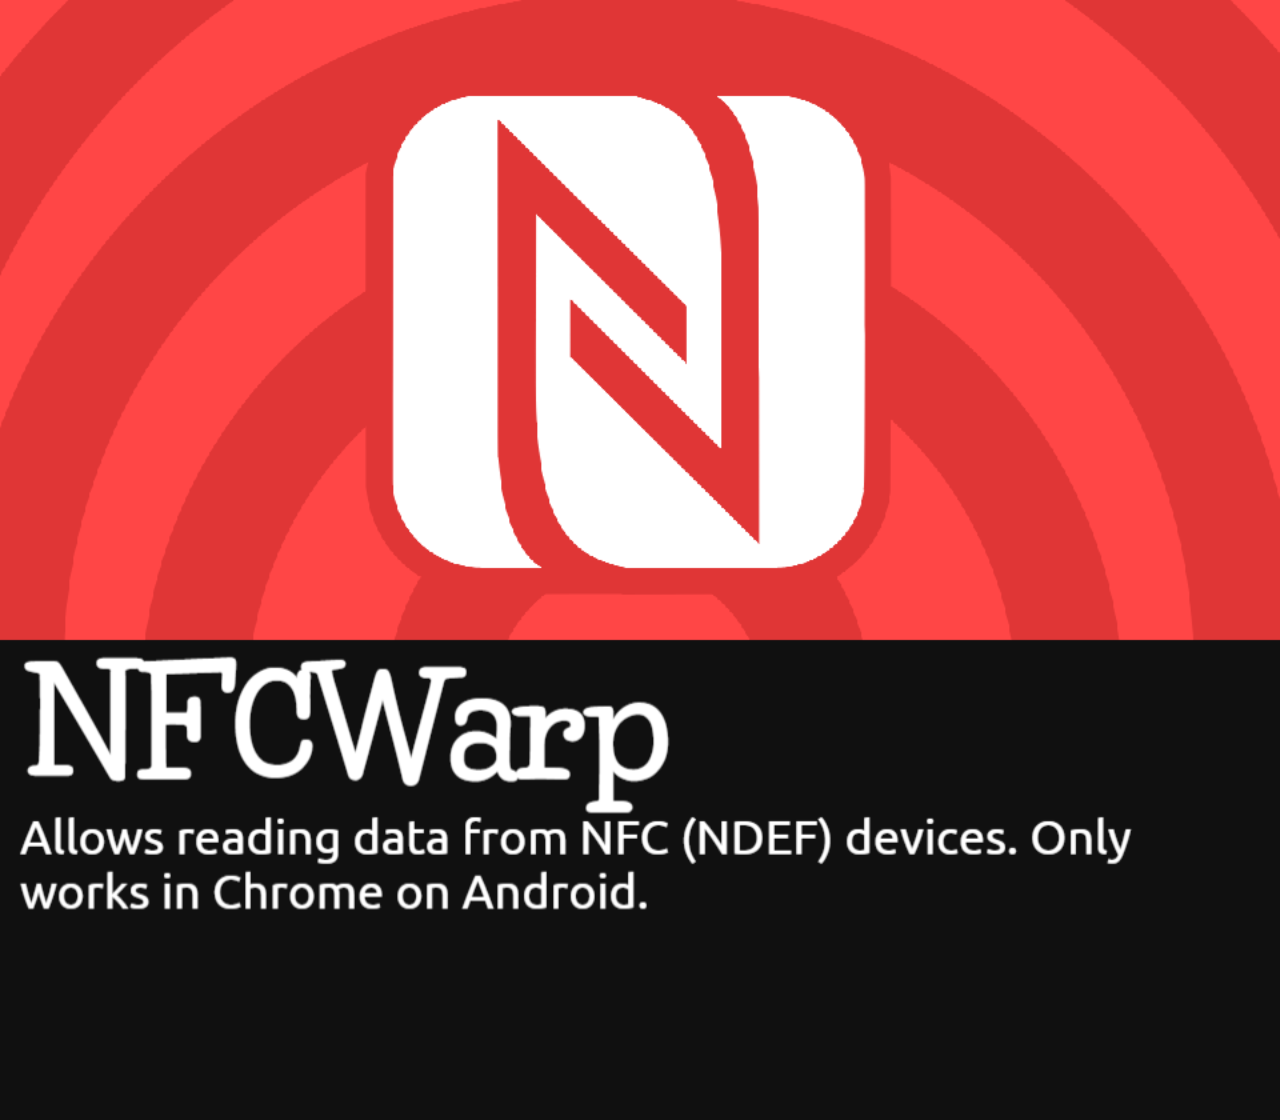 NFCWarp
Allows reading data from NFC (NDEF) devices. Only
works in Chrome on Android.